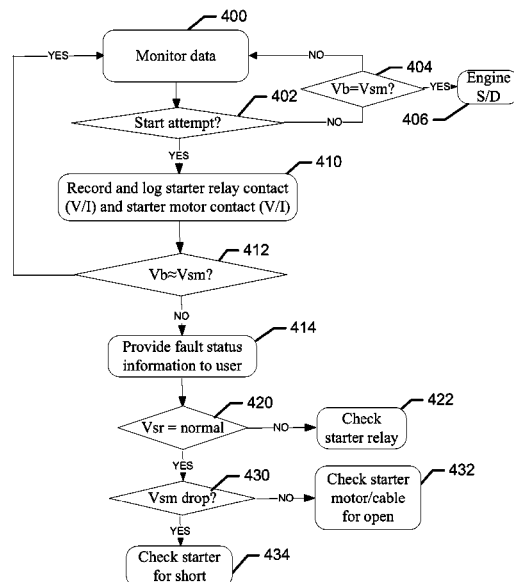 400
YES
Monitor data
NO
404
Vb=Vsm?
YES
Engine
S/D
406
402
Start attempt?
NO
YES
410
Record and log starter relay contact
(V/I) and starter motor contact (V/I)
412
Vb≈Vsm?
NO
414
Provide fault status
information to user
420
Vsr = normal
NO
422
Check
starter relay
YES
430
Vsm drop?
NO
432
Check starter
motor/cable
for open
YES
Check starter
for short
434